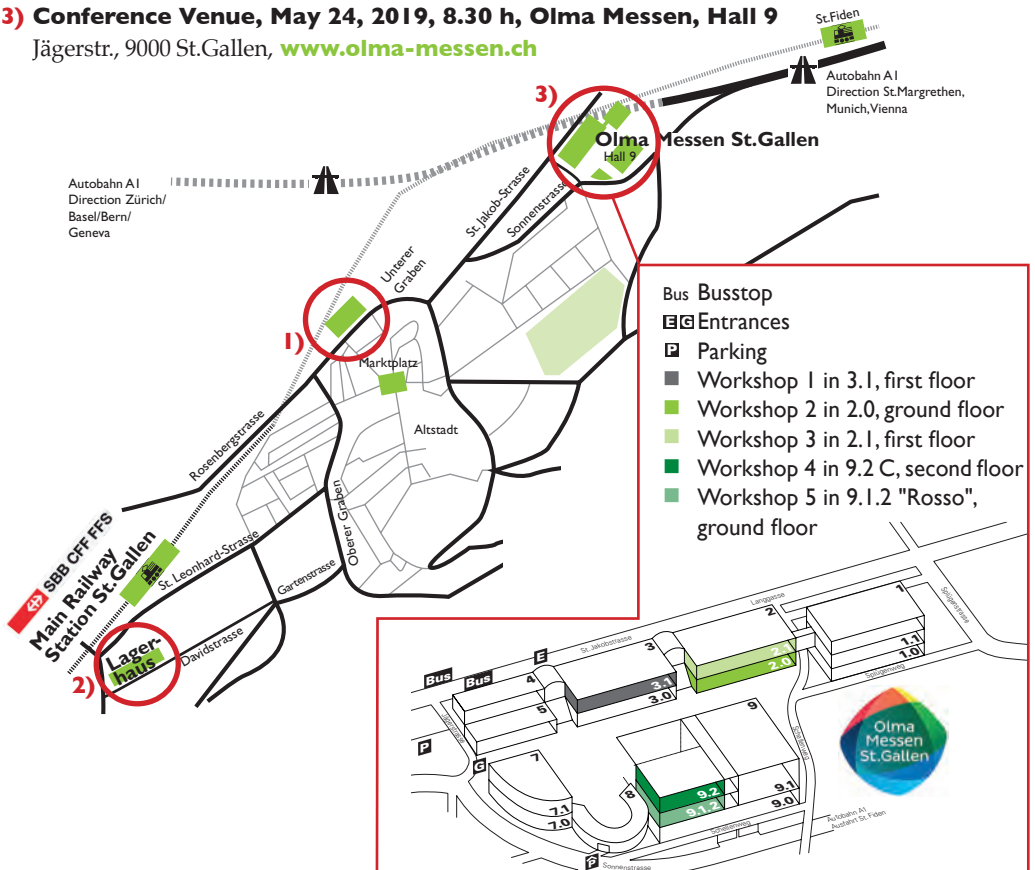 3) Conference Venue, May 24, 2019, 8.30 h, Olma Messen, Hall 9
Jägerstr., 9000 St.Gallen, www.olma-messen.ch
St.Fiden
Autobahn A1
Direction St.Margrethen,
Munich,Vienna
3)
Olma Messen St.Gallen
Hall 9
Autobahn A1
Direction Zürich/
Basel/Bern/
Geneva
St. Jakob-Strasse
Sonnenstrasse
Unterer
Graben
1)
Marktplatz
Altstadt
Rosenbergstrasse
Oberer Graben
SBB CFF FFS
Main Railway
Station St.Gallen
St. Leonhard-Strasse
Gartenstrasse
Davidstrasse
Lager-
haus
2)
Bus Busstop
E G Entrances
P Parking
Workshop 1 in 3.1, first floor
Workshop 2 in 2.0, ground floor
Workshop 3 in 2.1, first floor
Workshop 4 in 9.2 C, second floor
Workshop 5 in 9.1.2 "Rosso",
ground floor
Langgasse
Splügenstrasse
St. Jakobstrasse
1
1.1
1.0
Splügenweg
2
2.1
2.0
E
3
3.1
3.0
Bus
Bus
4
5
P
G
7
7.1
7.0
8
9
9.2
9.1.2
9.1
9.0
Scheffelweg
P
Sonnenstrasse
Autobahn A1
Ausfahrt St. Fiden
Olma
Messen
St.Gallen